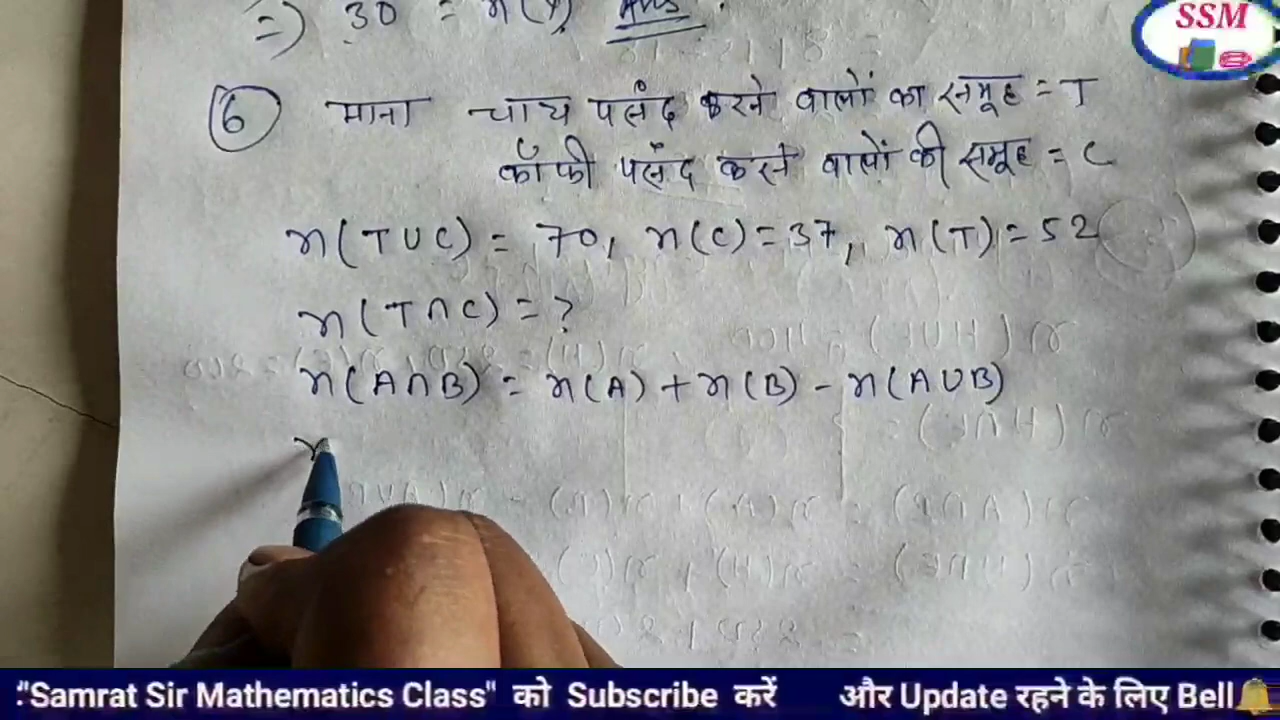 =) 30 = n(Y) Ans.
SSM
6 माना चाय पसंद करने वालों का समूह = T
कॉफी पसंद करने वालों की समूह = C
n(T∪C) = 70, n(C) = 37, n(T) = 52
n(T∩C) = ?
n(A∩B) = n(A) + n(B) - n(A∪B)
"Samrat Sir Mathematics Class" को Subscribe करें और Update रहने के लिए Bell🔔